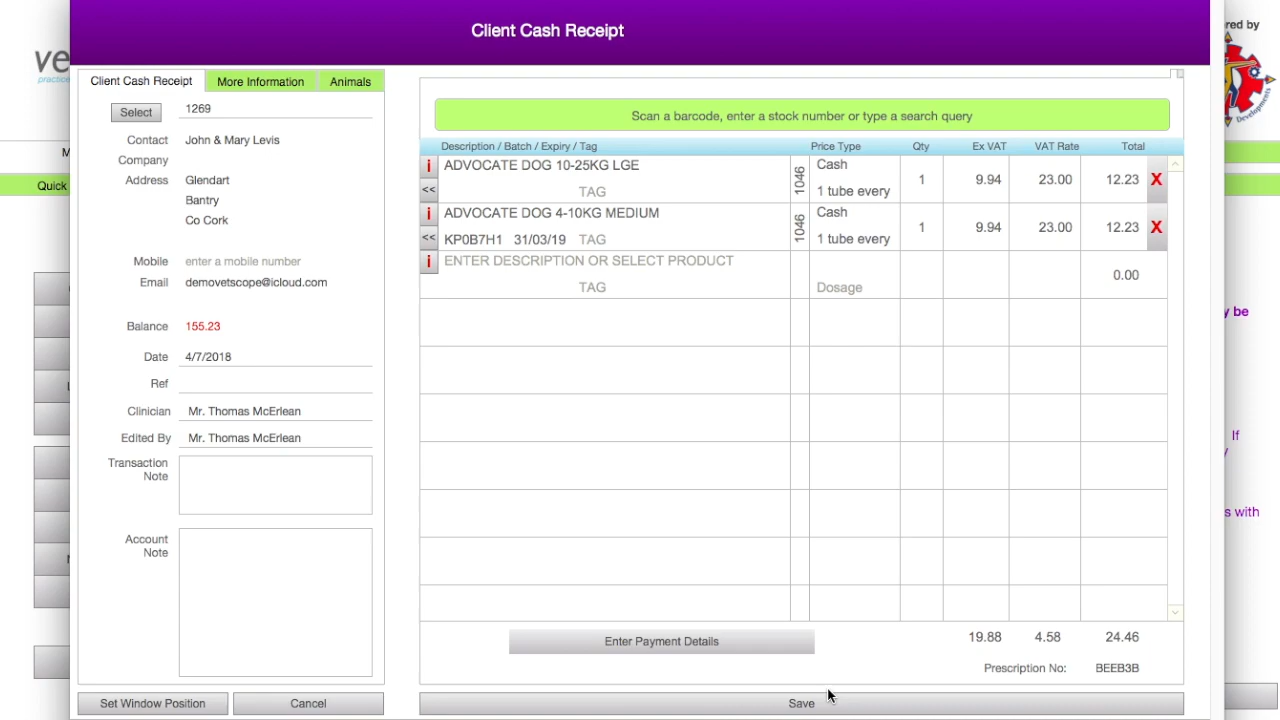 Client Cash Receipt
red by
ve
practice
Developments
M
Quick
Client Cash Receipt More Information Animals
Select 1269
Contact John & Mary Levis
Company
Address Glendart
Bantry
Co Cork
Mobile enter a mobile number
Email demovetscope@icloud.com
Balance 155.23
Date 4/7/2018
Ref
Clinician Mr. Thomas McErlean
Edited By Mr. Thomas McErlean
Transaction
Note
Account
Note
Set Window Position Cancel
Scan a barcode, enter a stock number or type a search query
Description / Batch / Expiry / Tag Price Type Qty Ex VAT VAT Rate Total
i ADVOCATE DOG 10-25KG LGE 1046 Cash 1 9.94 23.00 12.23 X
<< TAG 1 tube every
i ADVOCATE DOG 4-10KG MEDIUM 1046 Cash 1 9.94 23.00 12.23 X
<< KP0B7H1 31/03/19 TAG 1 tube every
i ENTER DESCRIPTION OR SELECT PRODUCT 0.00
TAG Dosage
Enter Payment Details 19.88 4.58 24.46
Prescription No: BEEB3B
Save
y be
If
y
s with